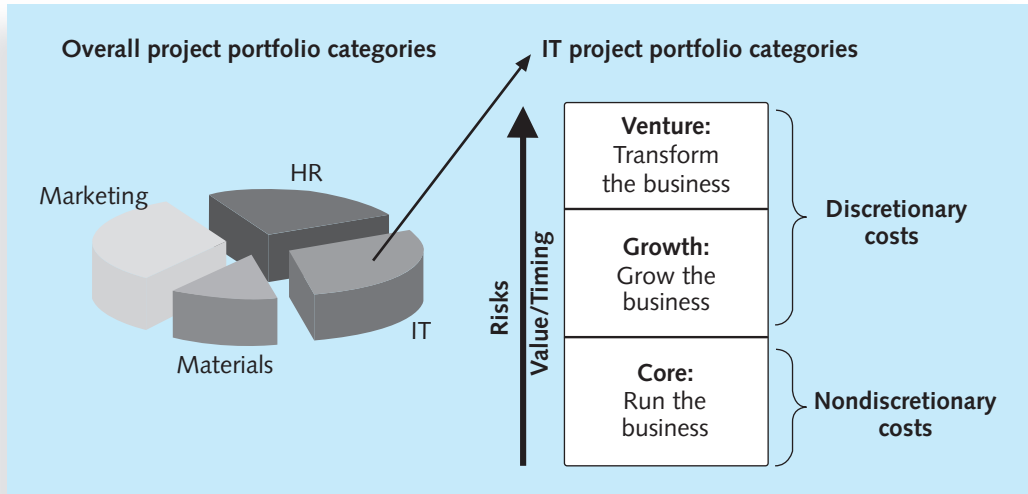 Overall project portfolio categories
IT project portfolio categories
Marketing
HR
Materials
IT
Risks
Value/Timing
Venture:
Transform
the business
Growth:
Grow the
business
Core:
Run the
business
Discretionary
costs
Nondiscretionary
costs